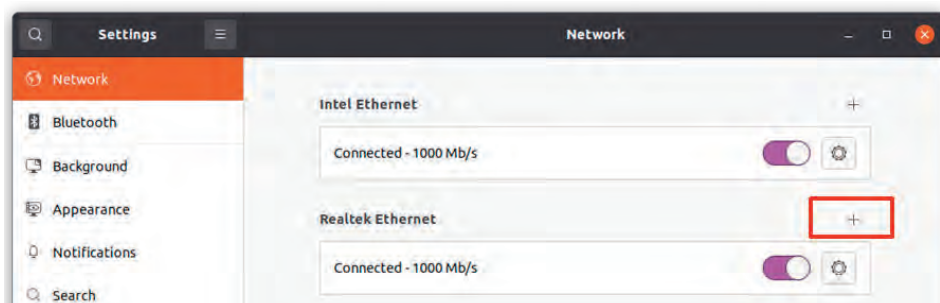 Settings
Network
Network
Bluetooth
Background
Appearance
Notifications
Search
Intel Ethernet
Connected - 1000 Mb/s
Realtek Ethernet
Connected - 1000 Mb/s